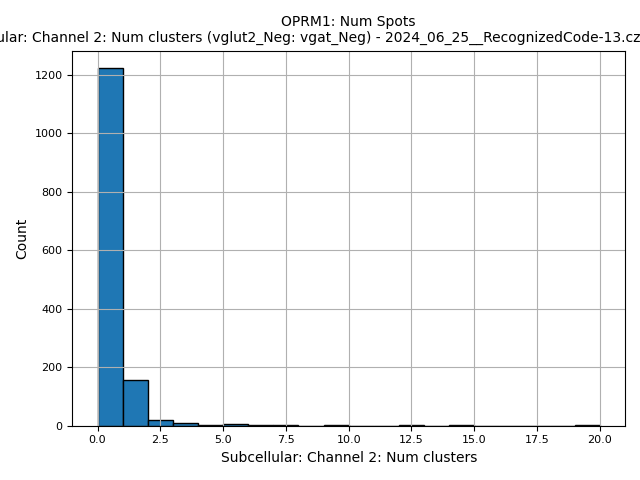 OPRM1: Num Spots
ular: Channel 2: Num clusters (vglut2_Neg: vgat_Neg) - 2024_06_25__RecognizedCode-13.cz
1200
1000
800
600
400
200
0
Count
0.0 2.5 5.0 7.5 10.0 12.5 15.0 17.5 20.0
Subcellular: Channel 2: Num clusters